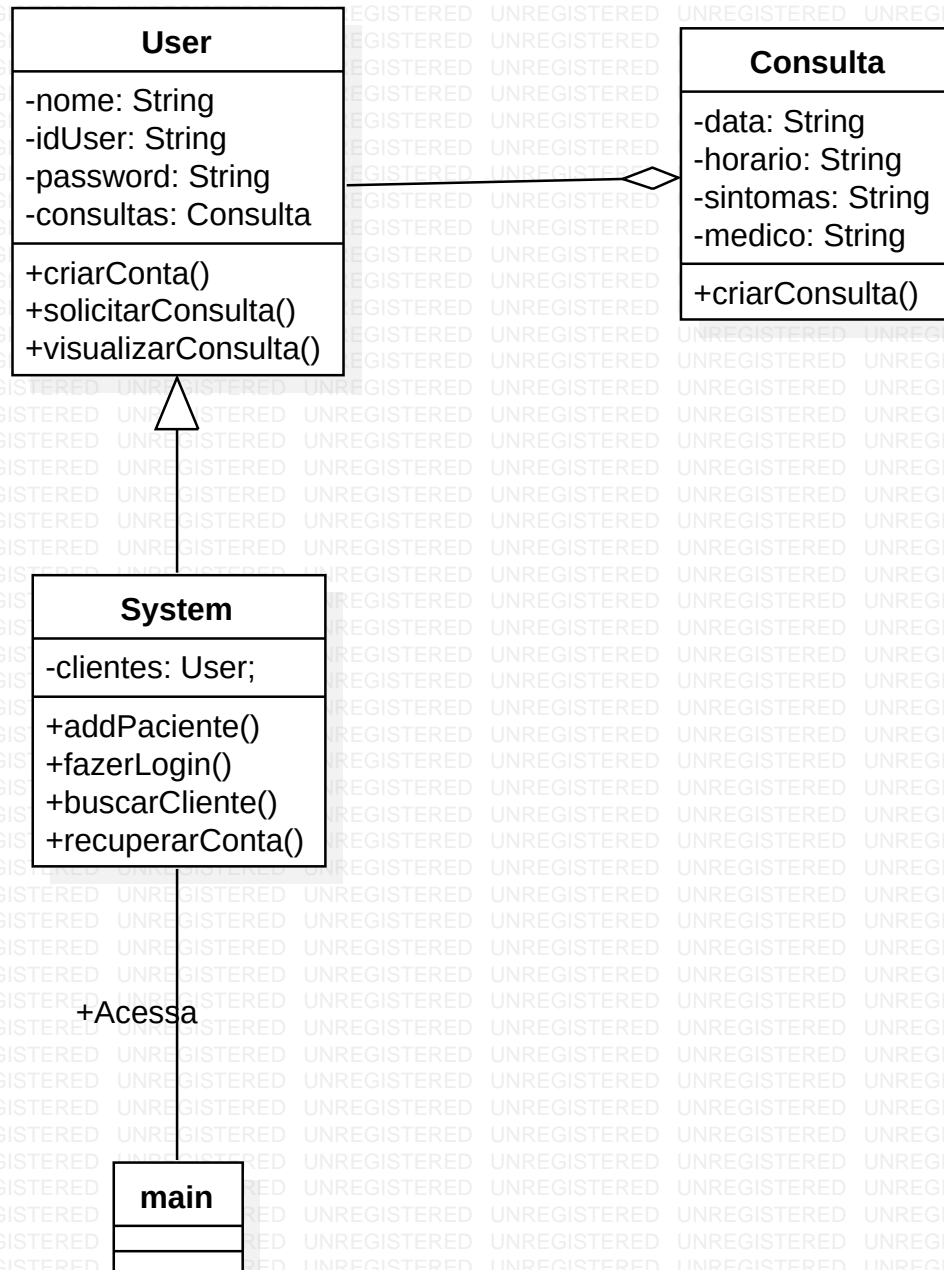 User
-nome: String
-idUser: String
-password: String
-consultas: Consulta
+criarConta()
+solicitarConsulta()
+visualizarConsulta()
Consulta
-data: String
-horario: String
-sintomas: String
-medico: String
+criarConsulta()
System
-clientes: User;
+addPaciente()
+fazerLogin()
+buscarCliente()
+recuperarConta()
+Acessa
main
UNREGISTERED